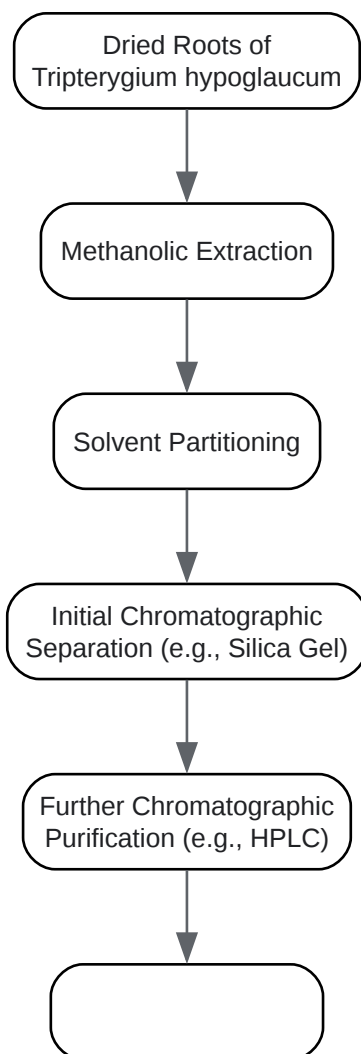 Dried Roots of
Tripterygium hypoglaucum
Methanolic Extraction
Solvent Partitioning
Initial Chromatographic
Separation (e.g., Silica Gel)
Further Chromatographic
Purification (e.g., HPLC)